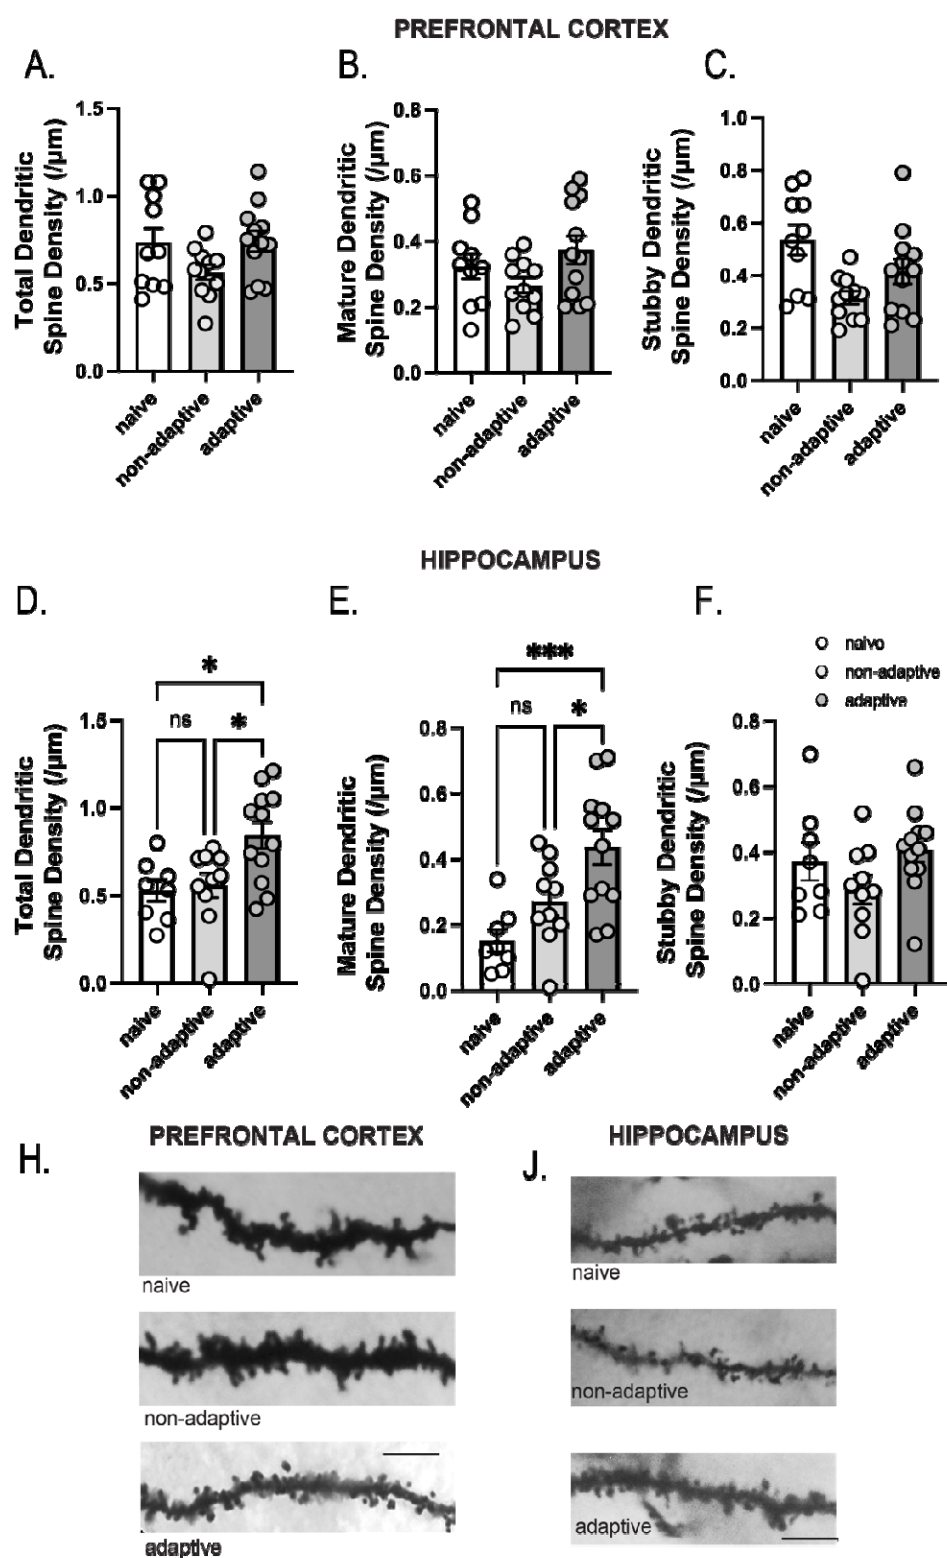 PREFRONTAL CORTEX
A.
Total Dendritic
Spine Density (/µm)
1.5
1.0
0.5
0.0
naive
non-adaptive
adaptive
B.
Mature Dendritic
Spine Density (/µm)
0.8
0.6
0.4
0.2
0.0
naive
non-adaptive
adaptive
C.
Stubby Dendritic
Spine Density (/µm)
1.0
0.8
0.6
0.4
0.2
0.0
naive
non-adaptive
adaptive
HIPPOCAMPUS
D.
Total Dendritic
Spine Density (/µm)
*
ns
*
1.5
1.0
0.5
0.0
naive
non-adaptive
adaptive
E.
Mature Dendritic
Spine Density (/µm)
***
ns
*
0.8
0.6
0.4
0.2
0.0
naive
non-adaptive
adaptive
F.
naivo
non-adaptive
adaptive
Stubby Dendritic
Spine Density (/µm)
0.8
0.6
0.4
0.2
0.0
naive
non-adaptive
adaptive
PREFRONTAL CORTEX
H.
naive
non-adaptive
adaptive
HIPPOCAMPUS
J.
naive
non-adaptive
adaptive